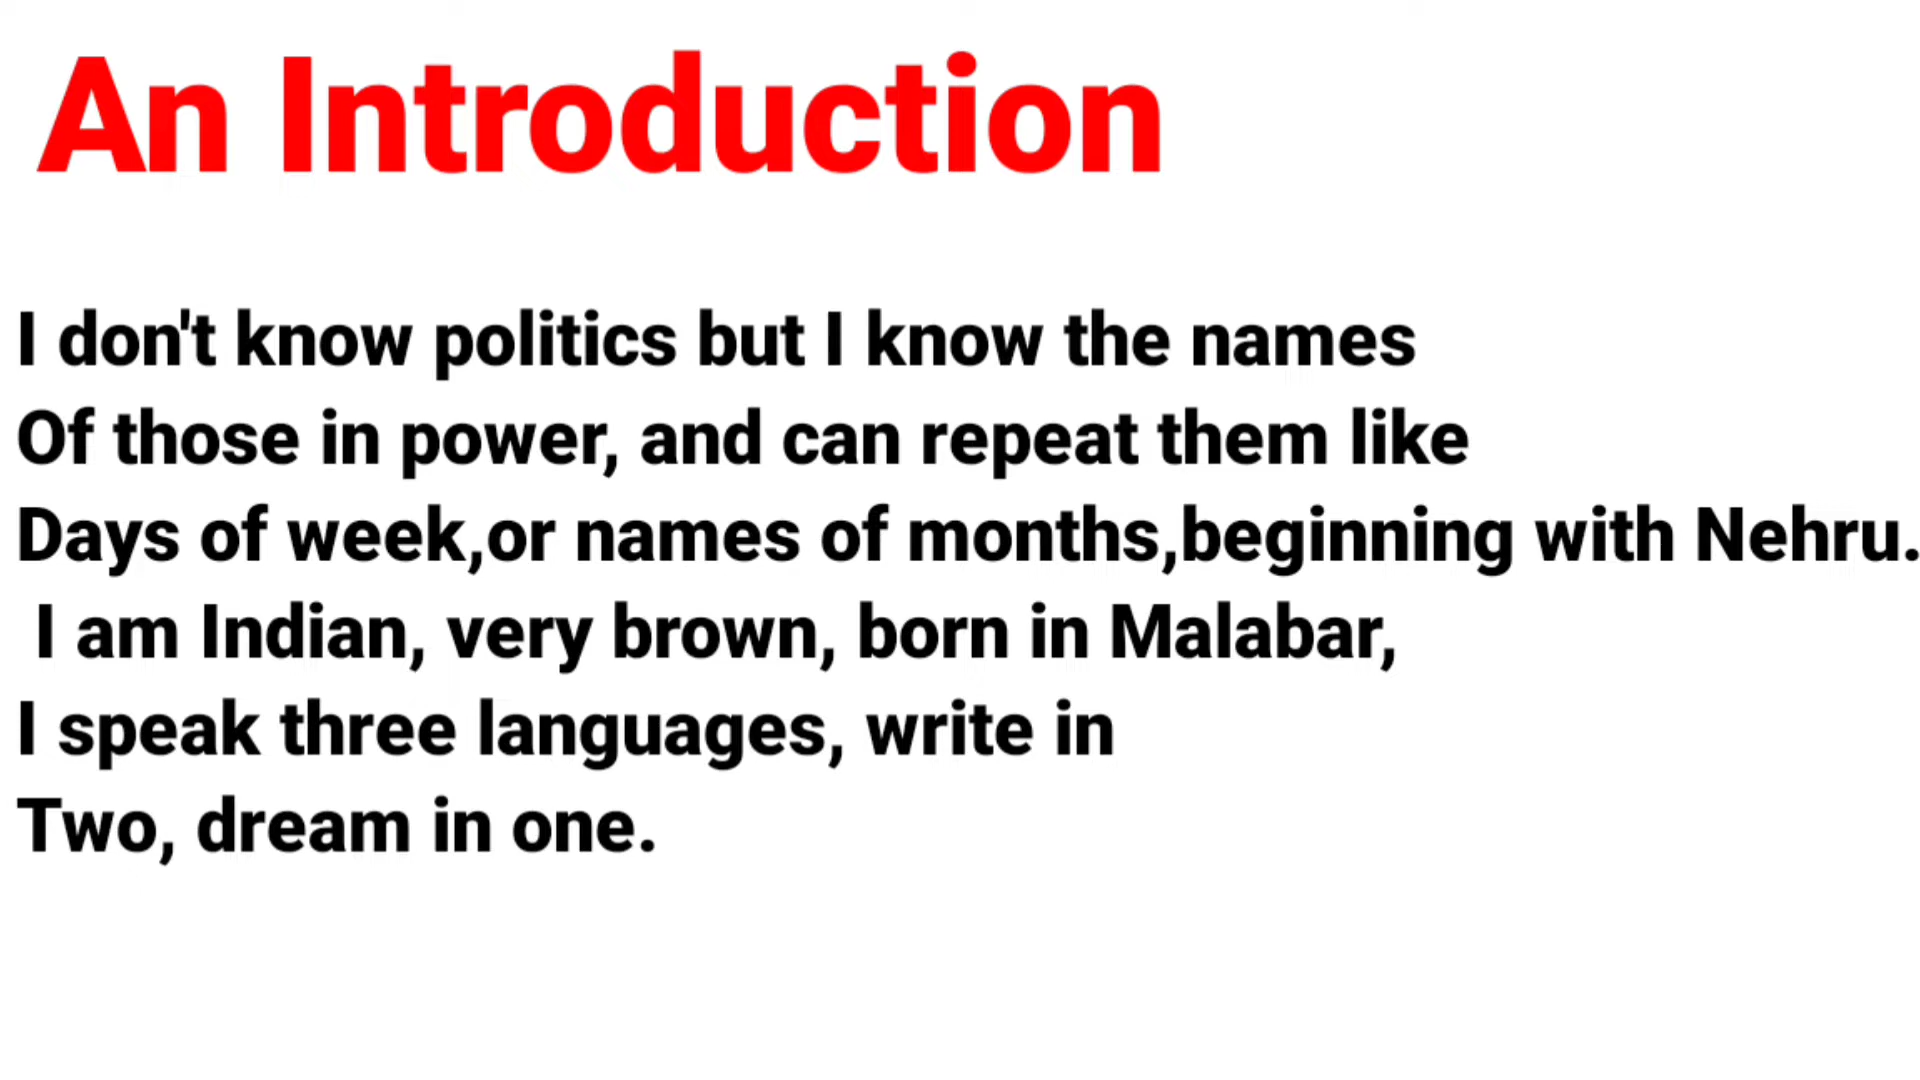 An Introduction
I don't know politics but I know the names
Of those in power, and can repeat them like
Days of week,or names of months,beginning with Nehru.
I am Indian, very brown, born in Malabar,
I speak three languages, write in
Two, dream in one.